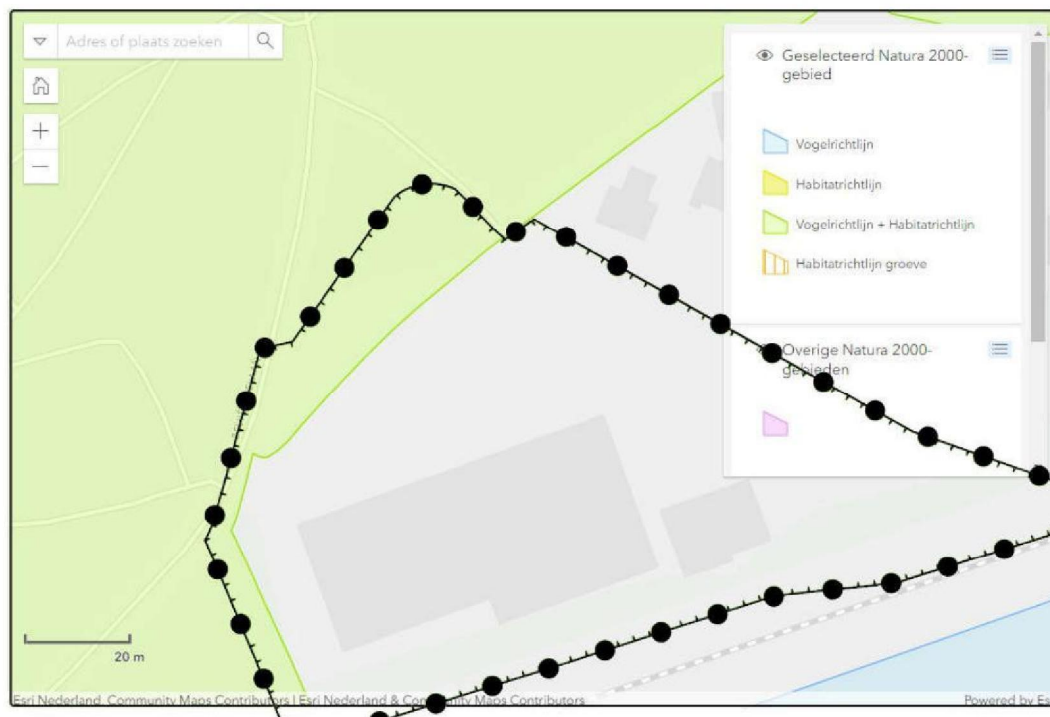 Adres of plaats zoeken
Geselecteerd Natura 2000-
gebied
Vogelrichtlijn
Habitatrichtlijn
Vogelrichtlijn + Habitatrichtlijn
Habitatrichtlijn groeve
Overige Natura 2000-
gebieden
20 m
Esri Nederland, Community Maps Contributors | Esri Nederland & Community Maps Contributors
Powered by Es